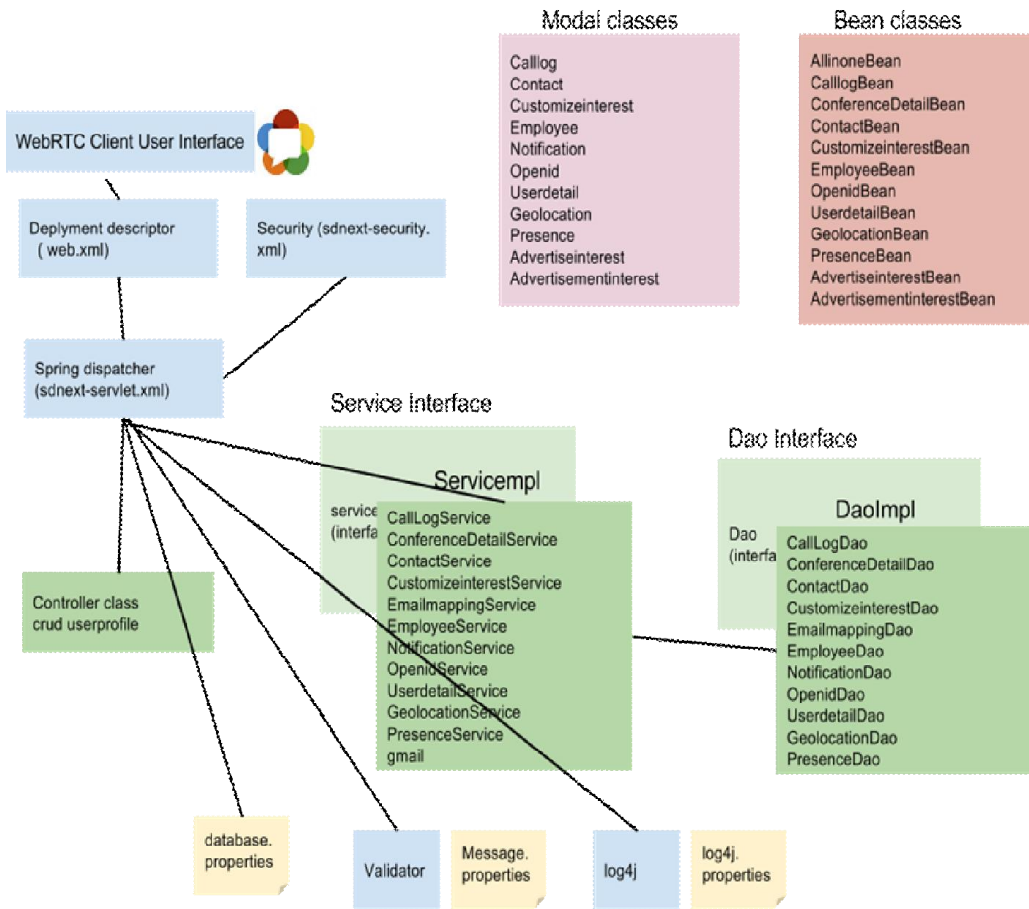 Modal classes
Calllog
Contact
Customizeinterest
Employee
Notification
Openid
Userdetail
Geolocation
Presence
Advertiseinterest
Advertisementinterest
Bean classes
AllinoneBean
CalllogBean
ConferenceDetailBean
ContactBean
CustomizeinterestBean
EmployeeBean
OpenidBean
UserdetailBean
GeolocationBean
PresenceBean
AdvertiseinterestBean
AdvertisementinterestBean
WebRTC Client User Interface
Deplyment descriptor
( web.xml)
Security (sdnext-security.
xml)
Spring dispatcher
(sdnext-servlet.xml)
Service Interface
Servicempl
service
(interfa
CallLogService
ConferenceDetailService
ContactService
CustomizeinterestService
EmailmappingService
EmployeeService
NotificationService
OpenidService
UserdetailService
GeolocationService
PresenceService
gmail
Dao Interface
DaoImpl
Dao
(interfa
CallLogDao
ConferenceDetailDao
ContactDao
CustomizeinterestDao
EmailmappingDao
EmployeeDao
NotificationDao
OpenidDao
UserdetailDao
GeolocationDao
PresenceDao
Controller class
crud userprofile
database.
properties
Validator
Message.
properties
log4j
log4j.
properties